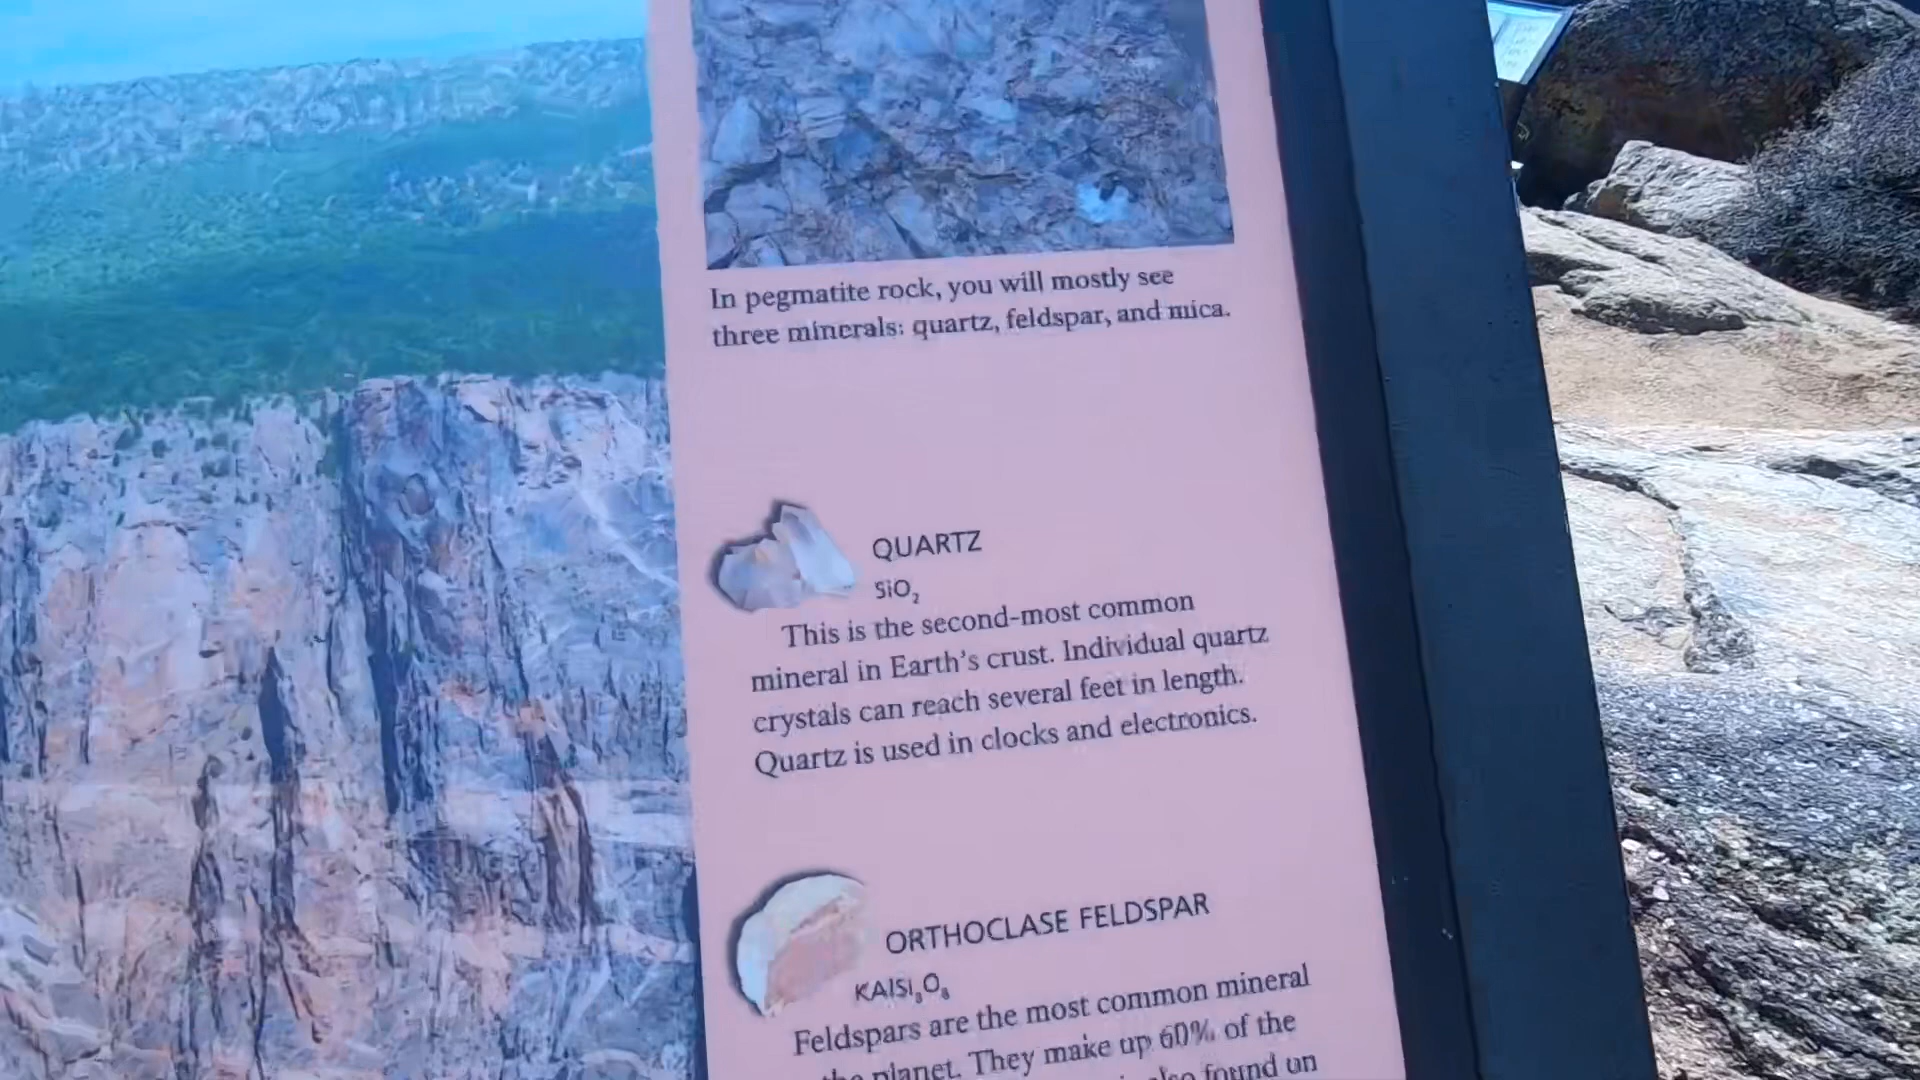 In pegmatite rock, you will mostly see
three minerals: quartz, feldspar, and mica.
QUARTZ
SiO₂
This is the second-most common
mineral in Earth's crust. Individual quartz
crystals can reach several feet in length.
Quartz is used in clocks and electronics.
ORTHOCLASE FELDSPAR
KAlSi₃O₈
Feldspars are the most common mineral
the planet. They make up 60% of the
also found un